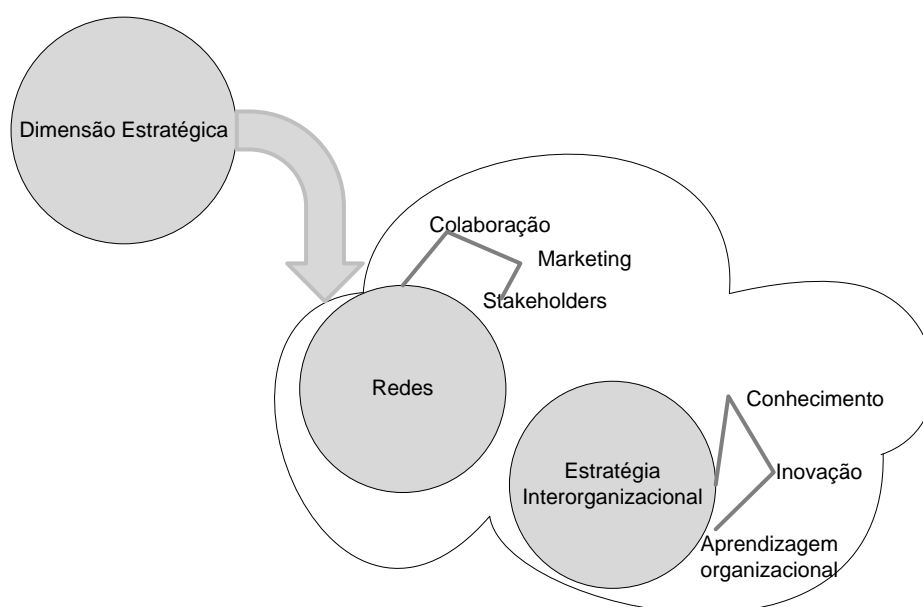 Dimensão Estratégica
Colaboração
Marketing
Stakeholders
Redes
Conhecimento
Estratégia
Interorganizacional
Inovação
Aprendizagem
organizacional